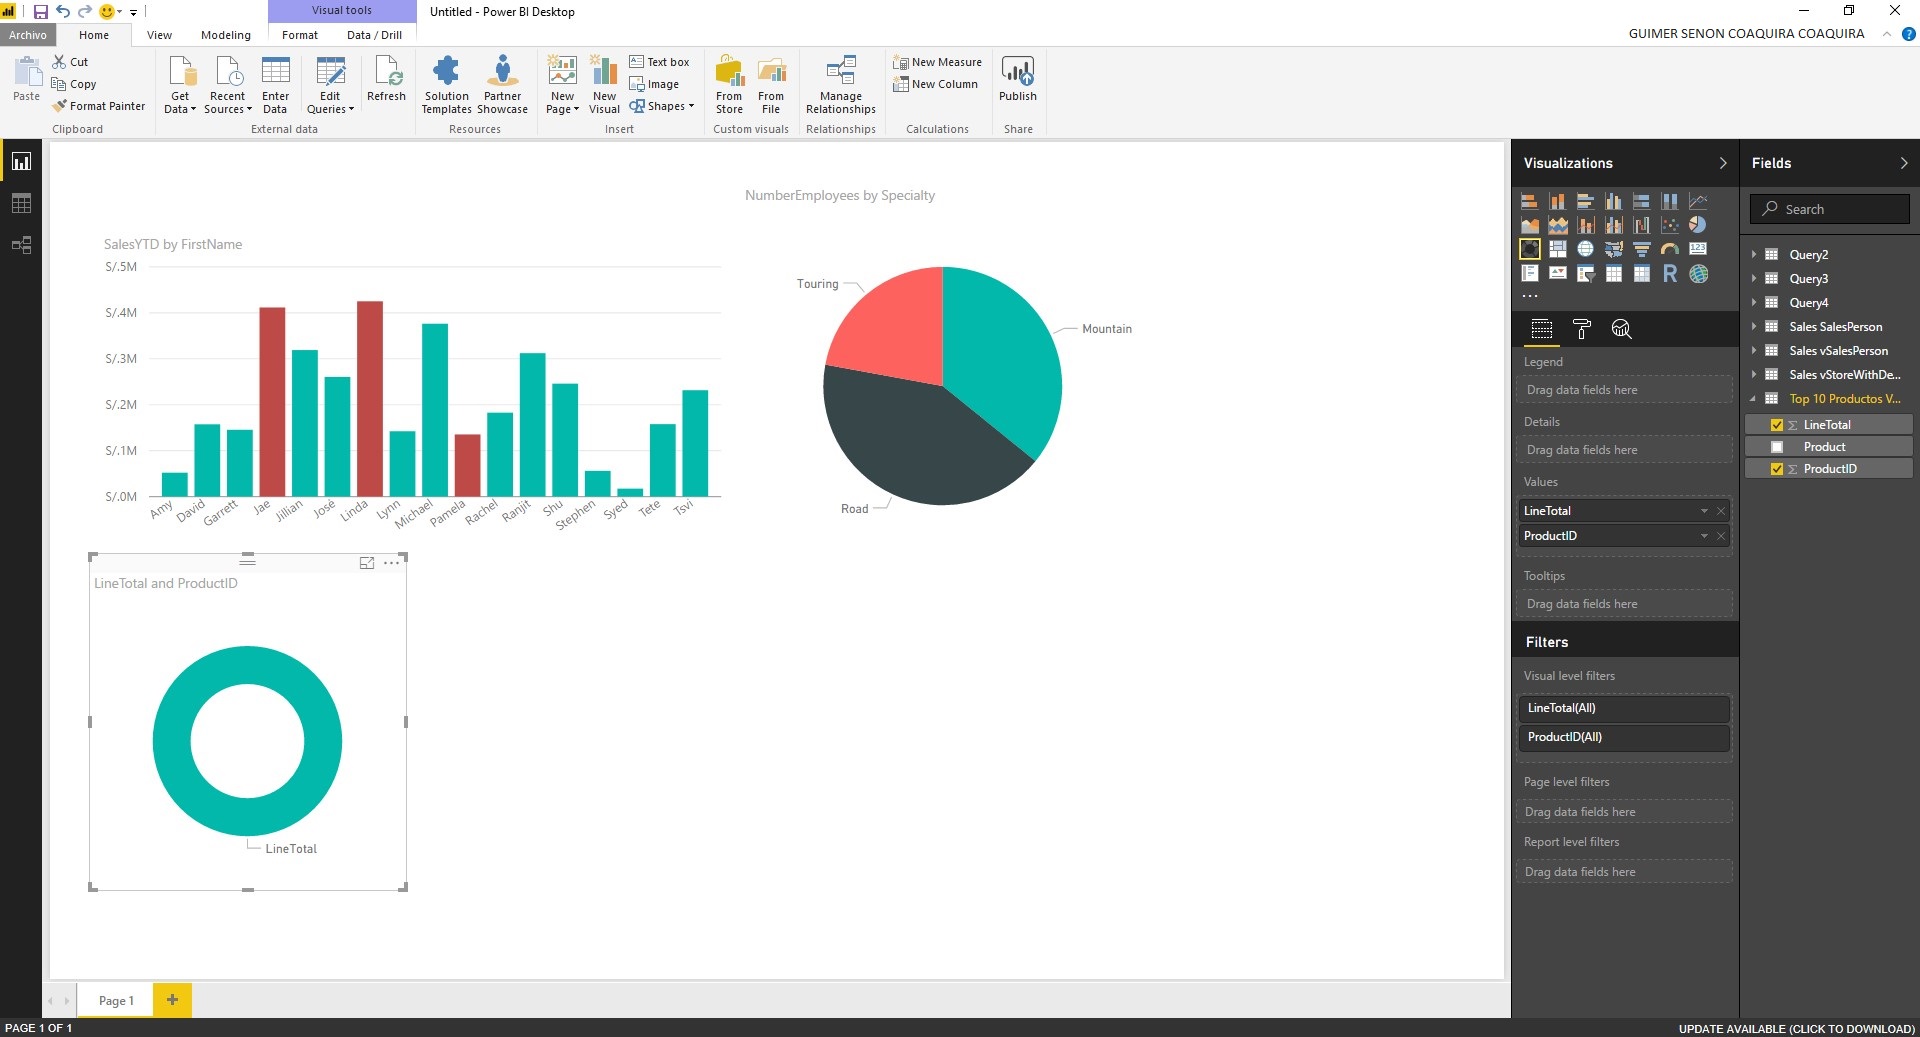 Visual tools
Untitled - Power BI Desktop
Archivo
Home
View
Modeling
Format
Data / Drill
GUIMER SENON COAQUIRA COAQUIRA
Paste
Cut
Copy
Format Painter
Clipboard
Get Data
Recent Sources
Enter Data
External data
Edit Queries
Refresh
Solution Templates
Partner Showcase
Resources
New Page
New Visual
Text box
Image
Shapes
Insert
From Store
From File
Custom visuals
Manage Relationships
Relationships
New Measure
New Column
Calculations
Publish
Share
SalesYTD by FirstName
S/.5M
S/.4M
S/.3M
S/.2M
S/.1M
S/.0M
Amy
David
Garrett
Jae
Jillian
José
Linda
Lynn
Michael
Pamela
Rachel
Ranjit
Shu
Stephen
Syed
Tete
Tsvi
NumberEmployees by Specialty
Touring
Mountain
Road
LineTotal and ProductID
LineTotal
Visualizations
123
R
Legend
Drag data fields here
Details
Drag data fields here
Values
LineTotal
ProductID
Tooltips
Drag data fields here
Filters
Visual level filters
LineTotal(All)
ProductID(All)
Page level filters
Drag data fields here
Report level filters
Drag data fields here
Fields
Search
Query2
Query3
Query4
Sales SalesPerson
Sales vSalesPerson
Sales vStoreWithDe...
Top 10 Productos V...
Σ LineTotal
Product
Σ ProductID
Page 1
PAGE 1 OF 1
UPDATE AVAILABLE (CLICK TO DOWNLOAD)